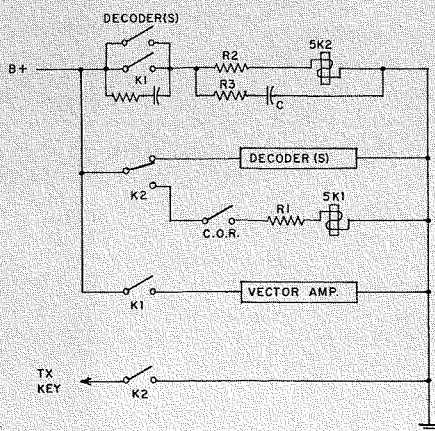 DECODER(S)
B+
K1
R2
5K2
R3
C
DECODER(S)
K2
C.O.R.
R1
5K1
K1
VECTOR AMP.
TX
KEY
K2